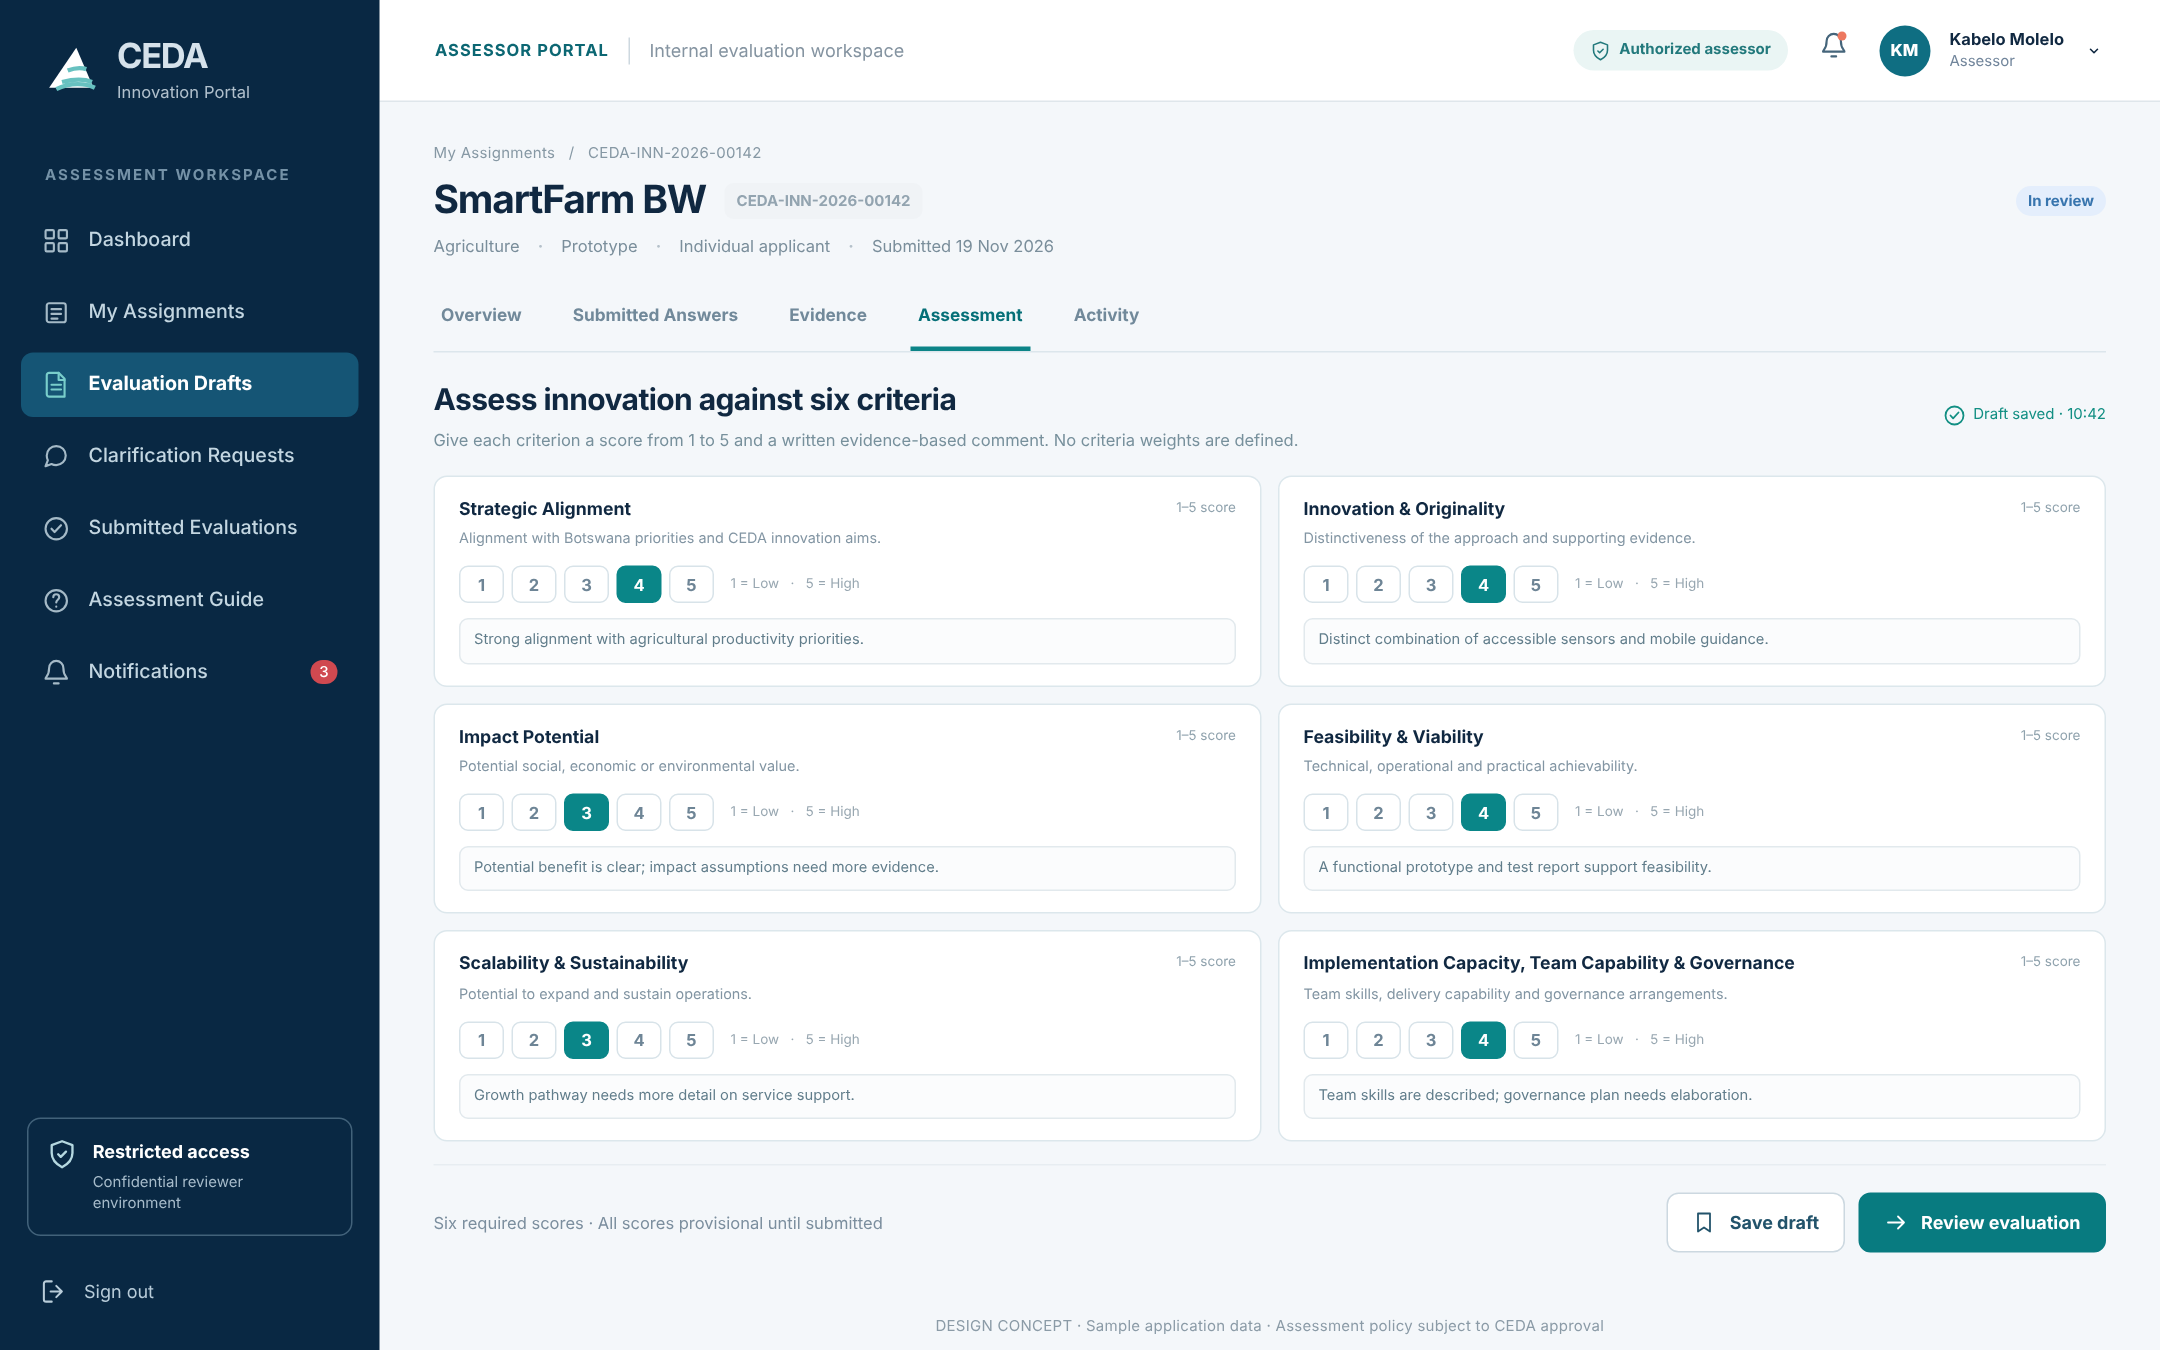 CEDA
Innovation Portal
ASSESSMENT WORKSPACE
Dashboard
My Assignments
Evaluation Drafts
Clarification Requests
Submitted Evaluations
Assessment Guide
Notifications 3
Restricted access
Confidential reviewer
environment
Sign out
ASSESSOR PORTAL Internal evaluation workspace
Authorized assessor
KM
Kabelo Molelo
Assessor
My Assignments / CEDA-INN-2026-00142
SmartFarm BW CEDA-INN-2026-00142
In review
Agriculture · Prototype · Individual applicant · Submitted 19 Nov 2026
Overview Submitted Answers Evidence Assessment Activity
Assess innovation against six criteria
Draft saved · 10:42
Give each criterion a score from 1 to 5 and a written evidence-based comment. No criteria weights are defined.
Strategic Alignment 1–5 score
Alignment with Botswana priorities and CEDA innovation aims.
1 2 3 4 5 1 = Low · 5 = High
Strong alignment with agricultural productivity priorities.
Innovation & Originality 1–5 score
Distinctiveness of the approach and supporting evidence.
1 2 3 4 5 1 = Low · 5 = High
Distinct combination of accessible sensors and mobile guidance.
Impact Potential 1–5 score
Potential social, economic or environmental value.
1 2 3 4 5 1 = Low · 5 = High
Potential benefit is clear; impact assumptions need more evidence.
Feasibility & Viability 1–5 score
Technical, operational and practical achievability.
1 2 3 4 5 1 = Low · 5 = High
A functional prototype and test report support feasibility.
Scalability & Sustainability 1–5 score
Potential to expand and sustain operations.
1 2 3 4 5 1 = Low · 5 = High
Growth pathway needs more detail on service support.
Implementation Capacity, Team Capability & Governance 1–5 score
Team skills, delivery capability and governance arrangements.
1 2 3 4 5 1 = Low · 5 = High
Team skills are described; governance plan needs elaboration.
Six required scores · All scores provisional until submitted
Save draft
Review evaluation
DESIGN CONCEPT · Sample application data · Assessment policy subject to CEDA approval